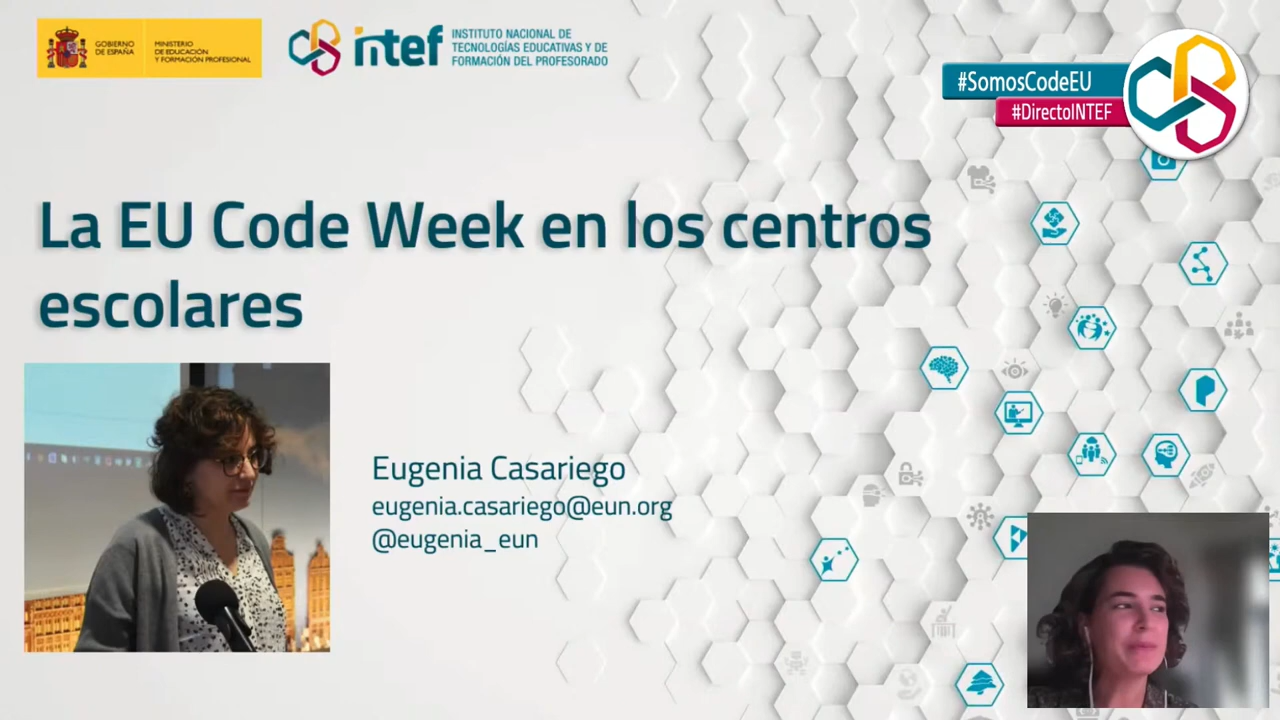 GOBIERNO
DE ESPAÑA
MINISTERIO
DE EDUCACIÓN
Y FORMACIÓN PROFESIONAL
intef
INSTITUTO NACIONAL DE
TECNOLOGÍAS EDUCATIVAS Y DE
FORMACIÓN DEL PROFESORADO
#SomosCodeEU
#DirectoINTEF
La EU Code Week en los centros
escolares
Eugenia Casariego
eugenia.casariego@eun.org
@eugenia_eun